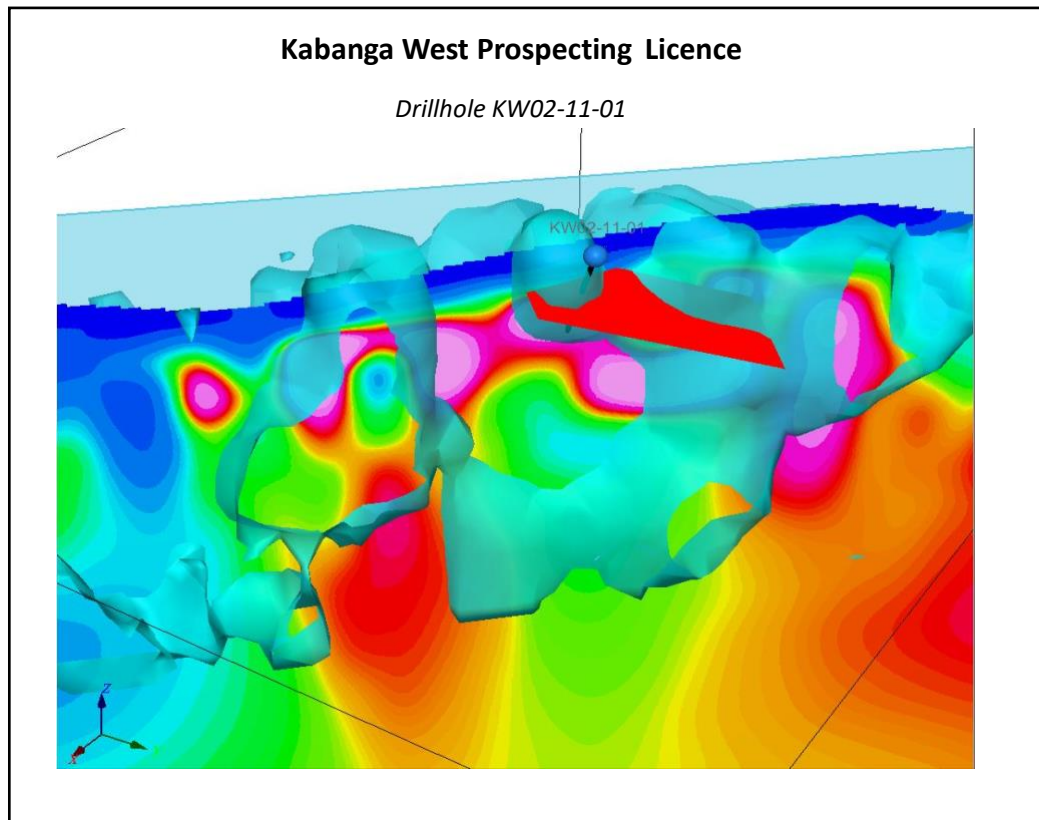 Kabanga West Prospecting Licence
Drillhole KW02-11-01
KW02-11-01
Z
X
Y